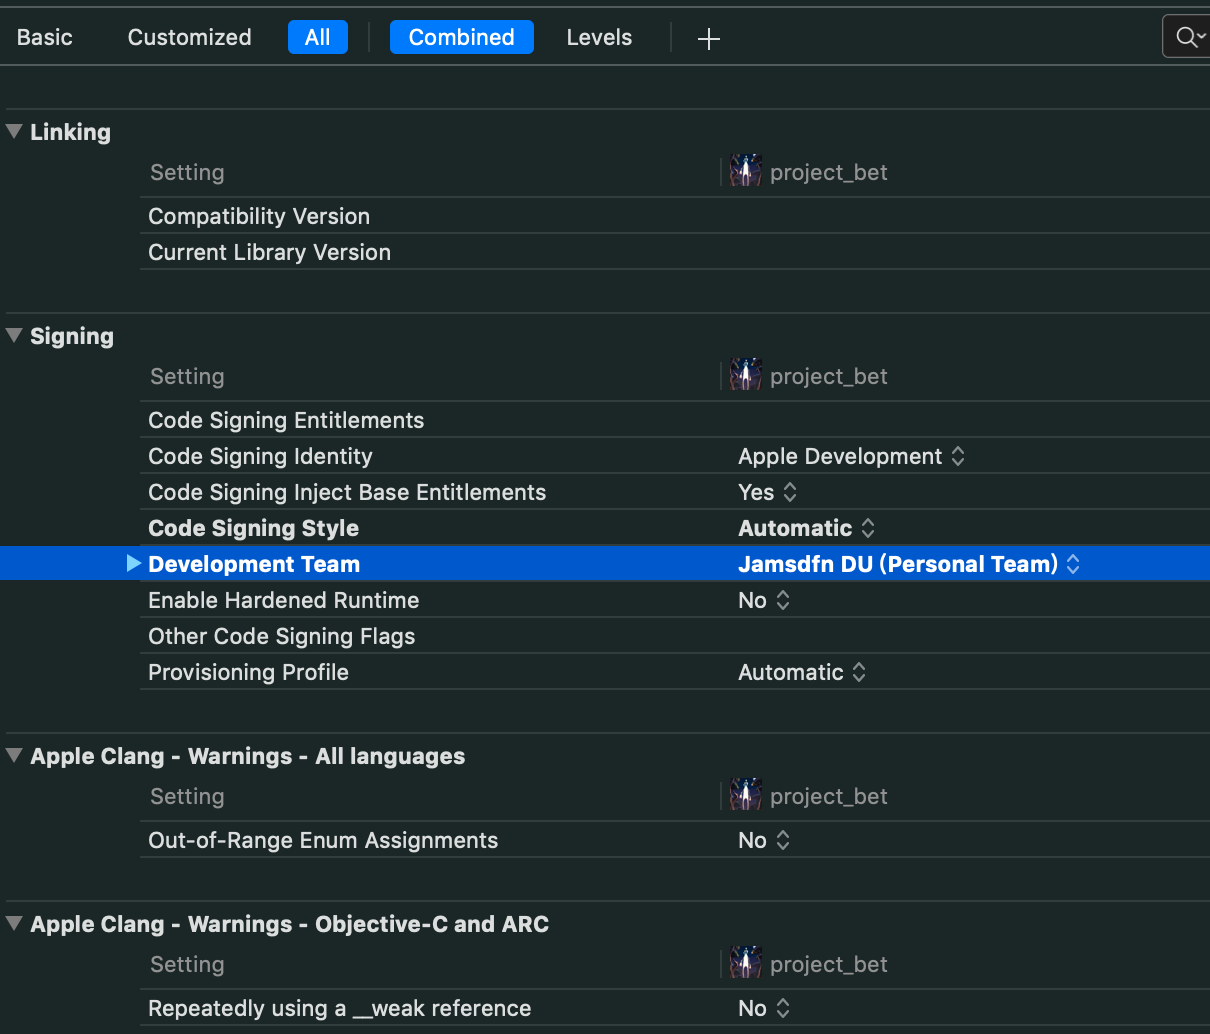 Basic Customized All Combined Levels
Linking
Setting project_bet
Compatibility Version
Current Library Version
Signing
Setting project_bet
Code Signing Entitlements
Code Signing Identity Apple Development
Code Signing Inject Base Entitlements Yes
Code Signing Style Automatic
Development Team Jamsdfn DU (Personal Team)
Enable Hardened Runtime No
Other Code Signing Flags
Provisioning Profile Automatic
Apple Clang - Warnings - All languages
Setting project_bet
Out-of-Range Enum Assignments No
Apple Clang - Warnings - Objective-C and ARC
Setting project_bet
Repeatedly using a __weak reference No